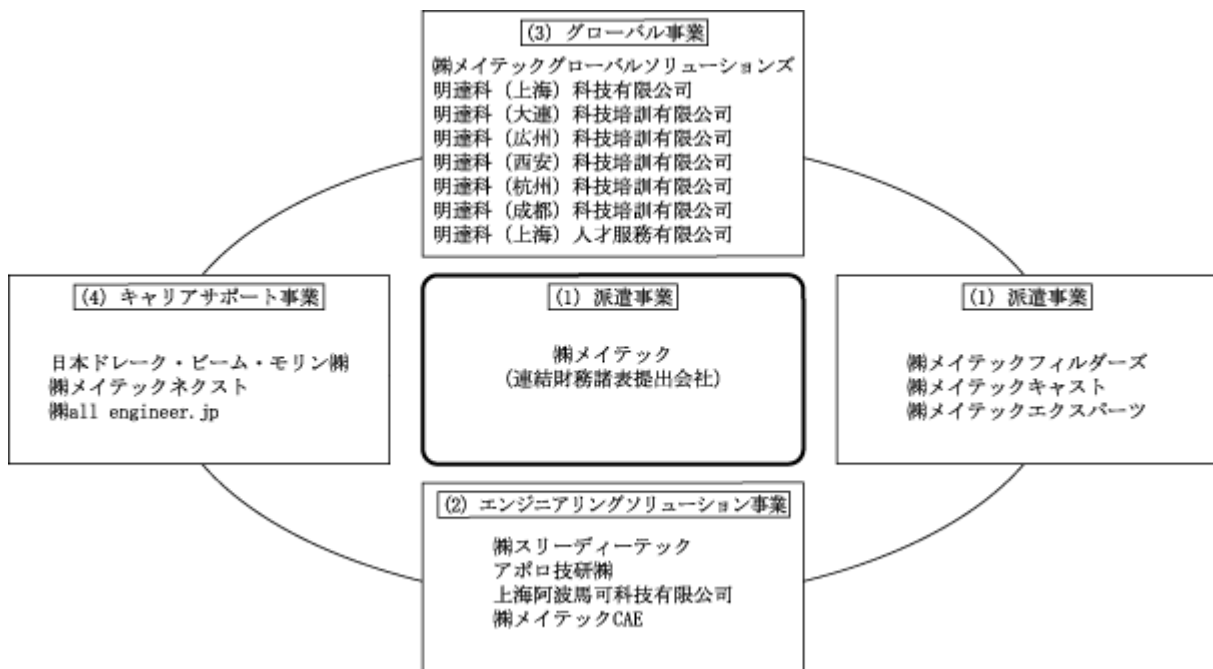 (3) グローバル事業
㈱メイテックグローバルソリューションズ
明達科（上海）科技有限公司
明達科（大連）科技培訓有限公司
明達科（広州）科技培訓有限公司
明達科（西安）科技培訓有限公司
明達科（杭州）科技培訓有限公司
明達科（成都）科技培訓有限公司
明達科（上海）人才服務有限公司
(4) キャリアサポート事業
日本ドレーク・ビーム・モリン㈱
㈱メイテックネクスト
㈱all engineer.jp
(1) 派遣事業
㈱メイテック
(連結財務諸表提出会社)
(1) 派遣事業
㈱メイテックフィルダーズ
㈱メイテックキャスト
㈱メイテックエクスパーツ
(2) エンジニアリングソリューション事業
㈱スリーディーテック
アポロ技研㈱
上海阿波馬可科技有限公司
㈱メイテックCAE